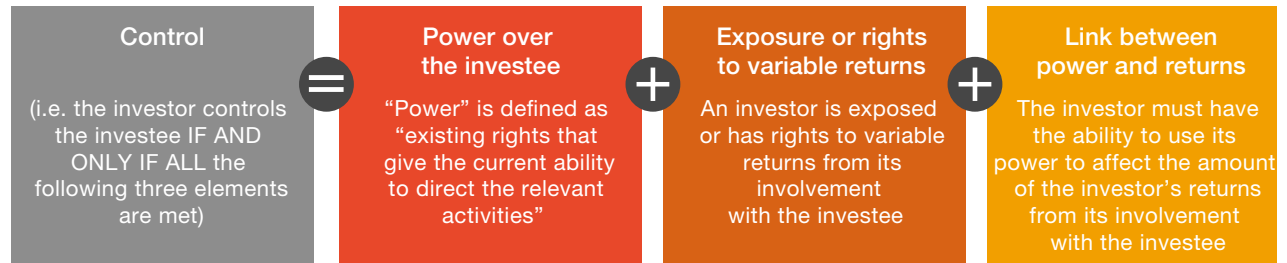 Control
(i.e. the investor controls
the investee IF AND
ONLY IF ALL the
following three elements
are met)
=
Power over
the investee
“Power” is defined as
“existing rights that
give the current ability
to direct the relevant
activities”
+
Exposure or rights
to variable returns
An investor is exposed
or has rights to variable
returns from its
involvement
with the investee
+
Link between
power and returns
The investor must have
the ability to use its
power to affect the amount
of the investor’s returns
from its involvement
with the investee